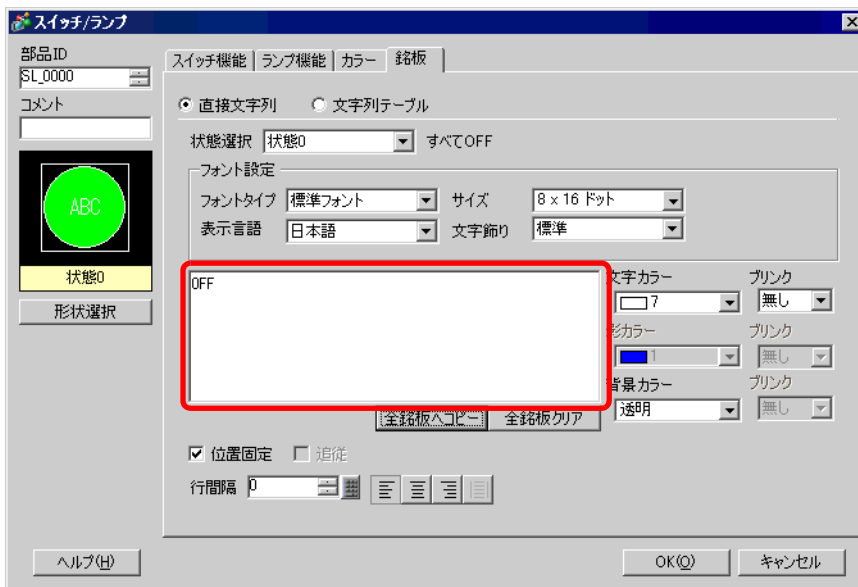 スイッチ/ランプ
部品ID
SL_0000
コメント
ABC
状態0
形状選択
スイッチ機能 ランプ機能 カラー 銘板
直接文字列 文字列テーブル
状態選択 状態0 すべてOFF
フォント設定
フォントタイプ 標準フォント サイズ 8 x 16 ドット
表示言語 日本語 文字飾り 標準
OFF
文字カラー ブリンク
7 無し
影カラー ブリンク
1 無し
背景カラー ブリンク
透明 無し
全銘板へコピー 全銘板クリア
位置固定 追従
行間隔 0
ヘルプ(H) OK(O) キャンセル